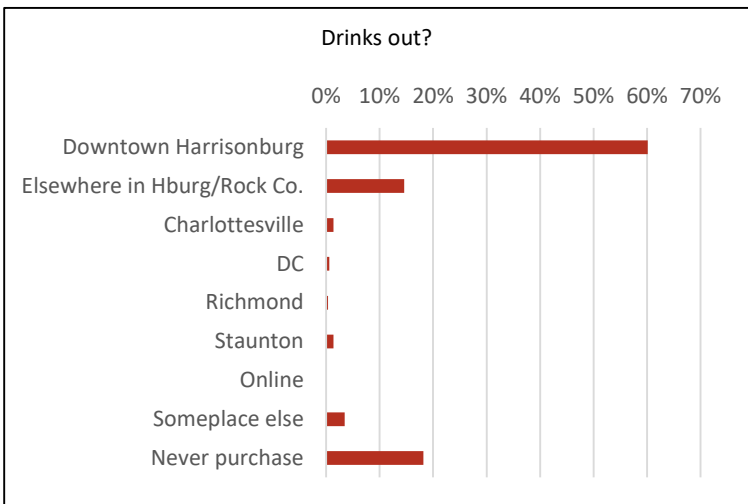 Drinks out?
0% 10% 20% 30% 40% 50% 60% 70%
Downtown Harrisonburg
Elsewhere in Hburg/Rock Co.
Charlottesville
DC
Richmond
Staunton
Online
Someplace else
Never purchase